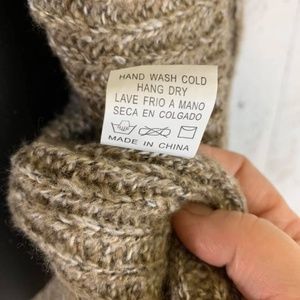 HAND WASH COLD
HANG DRY
LAVE FRIO A MANO
SECA EN COLGADO
MADE IN CHINA